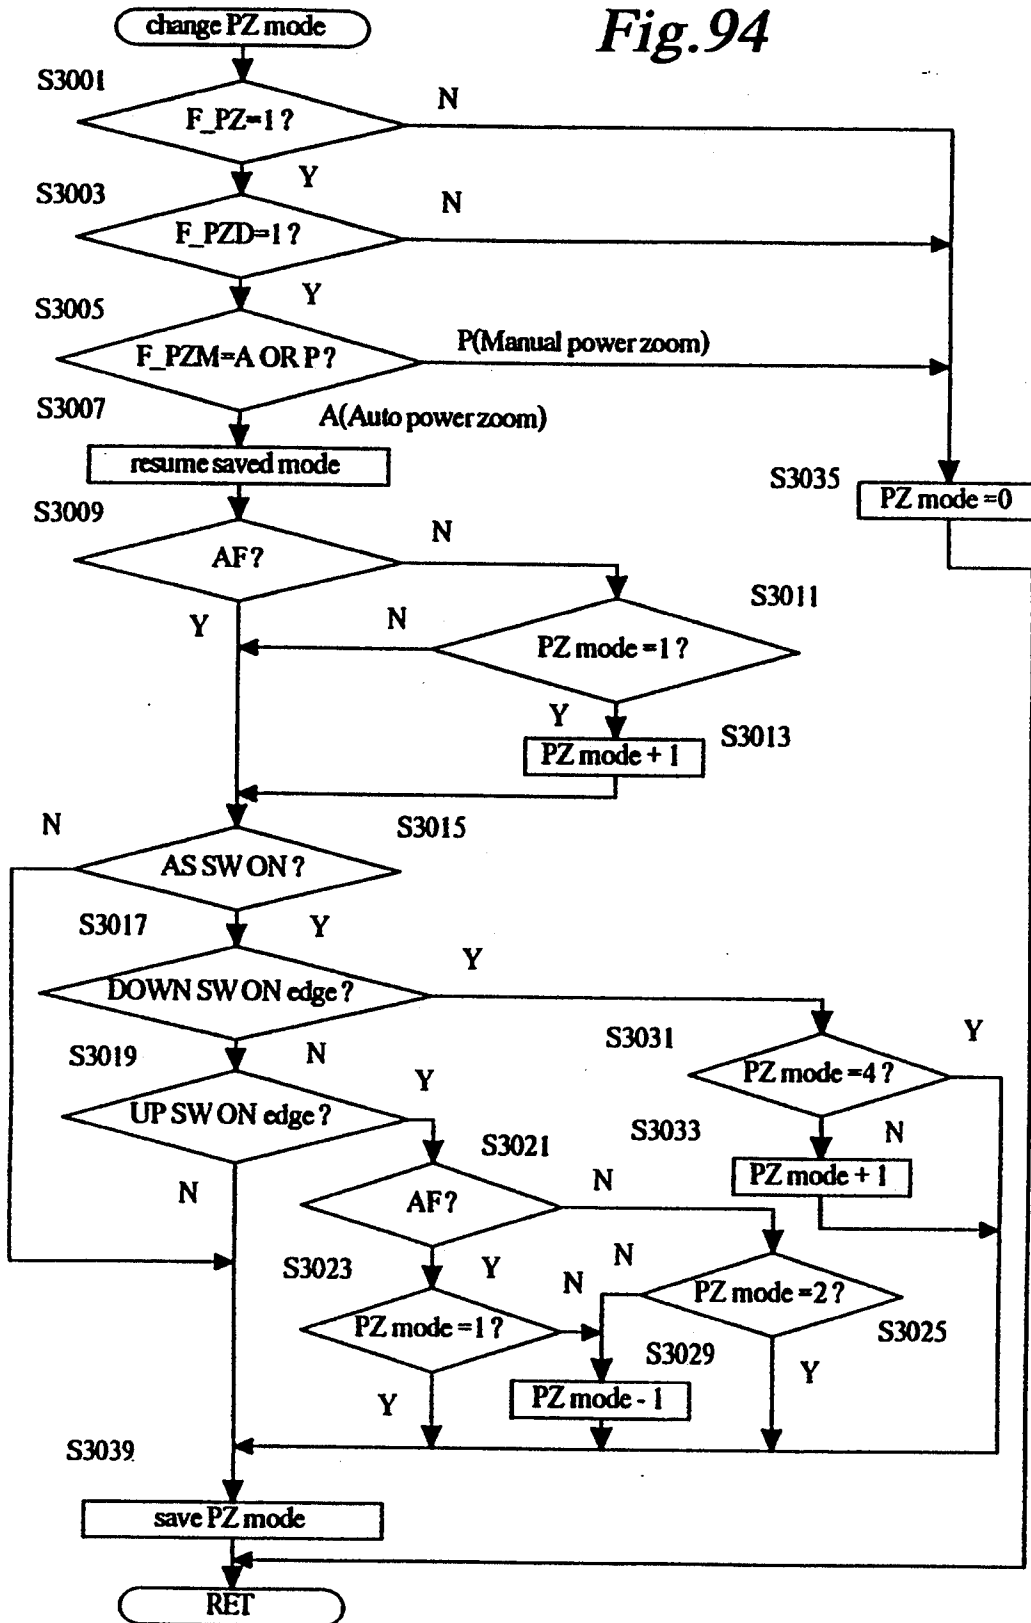 Fig.94
change PZ mode
S3001
F_PZ=1?
N
Y
S3003
F_PZD=1?
N
Y
S3005
F_PZM=A OR P?
P(Manual power zoom)
A(Auto power zoom)
S3007
resume saved mode
S3035
PZ mode =0
S3009
AF?
N
Y
S3011
PZ mode =1?
N
Y
S3013
PZ mode + 1
S3015
AS SW ON?
N
Y
S3017
DOWN SW ON edge?
Y
N
S3031
PZ mode =4?
Y
N
S3033
PZ mode + 1
S3019
UP SW ON edge?
Y
N
S3021
AF?
N
Y
S3023
PZ mode =1?
N
Y
S3025
PZ mode =2?
N
Y
S3029
PZ mode - 1
S3039
save PZ mode
RET